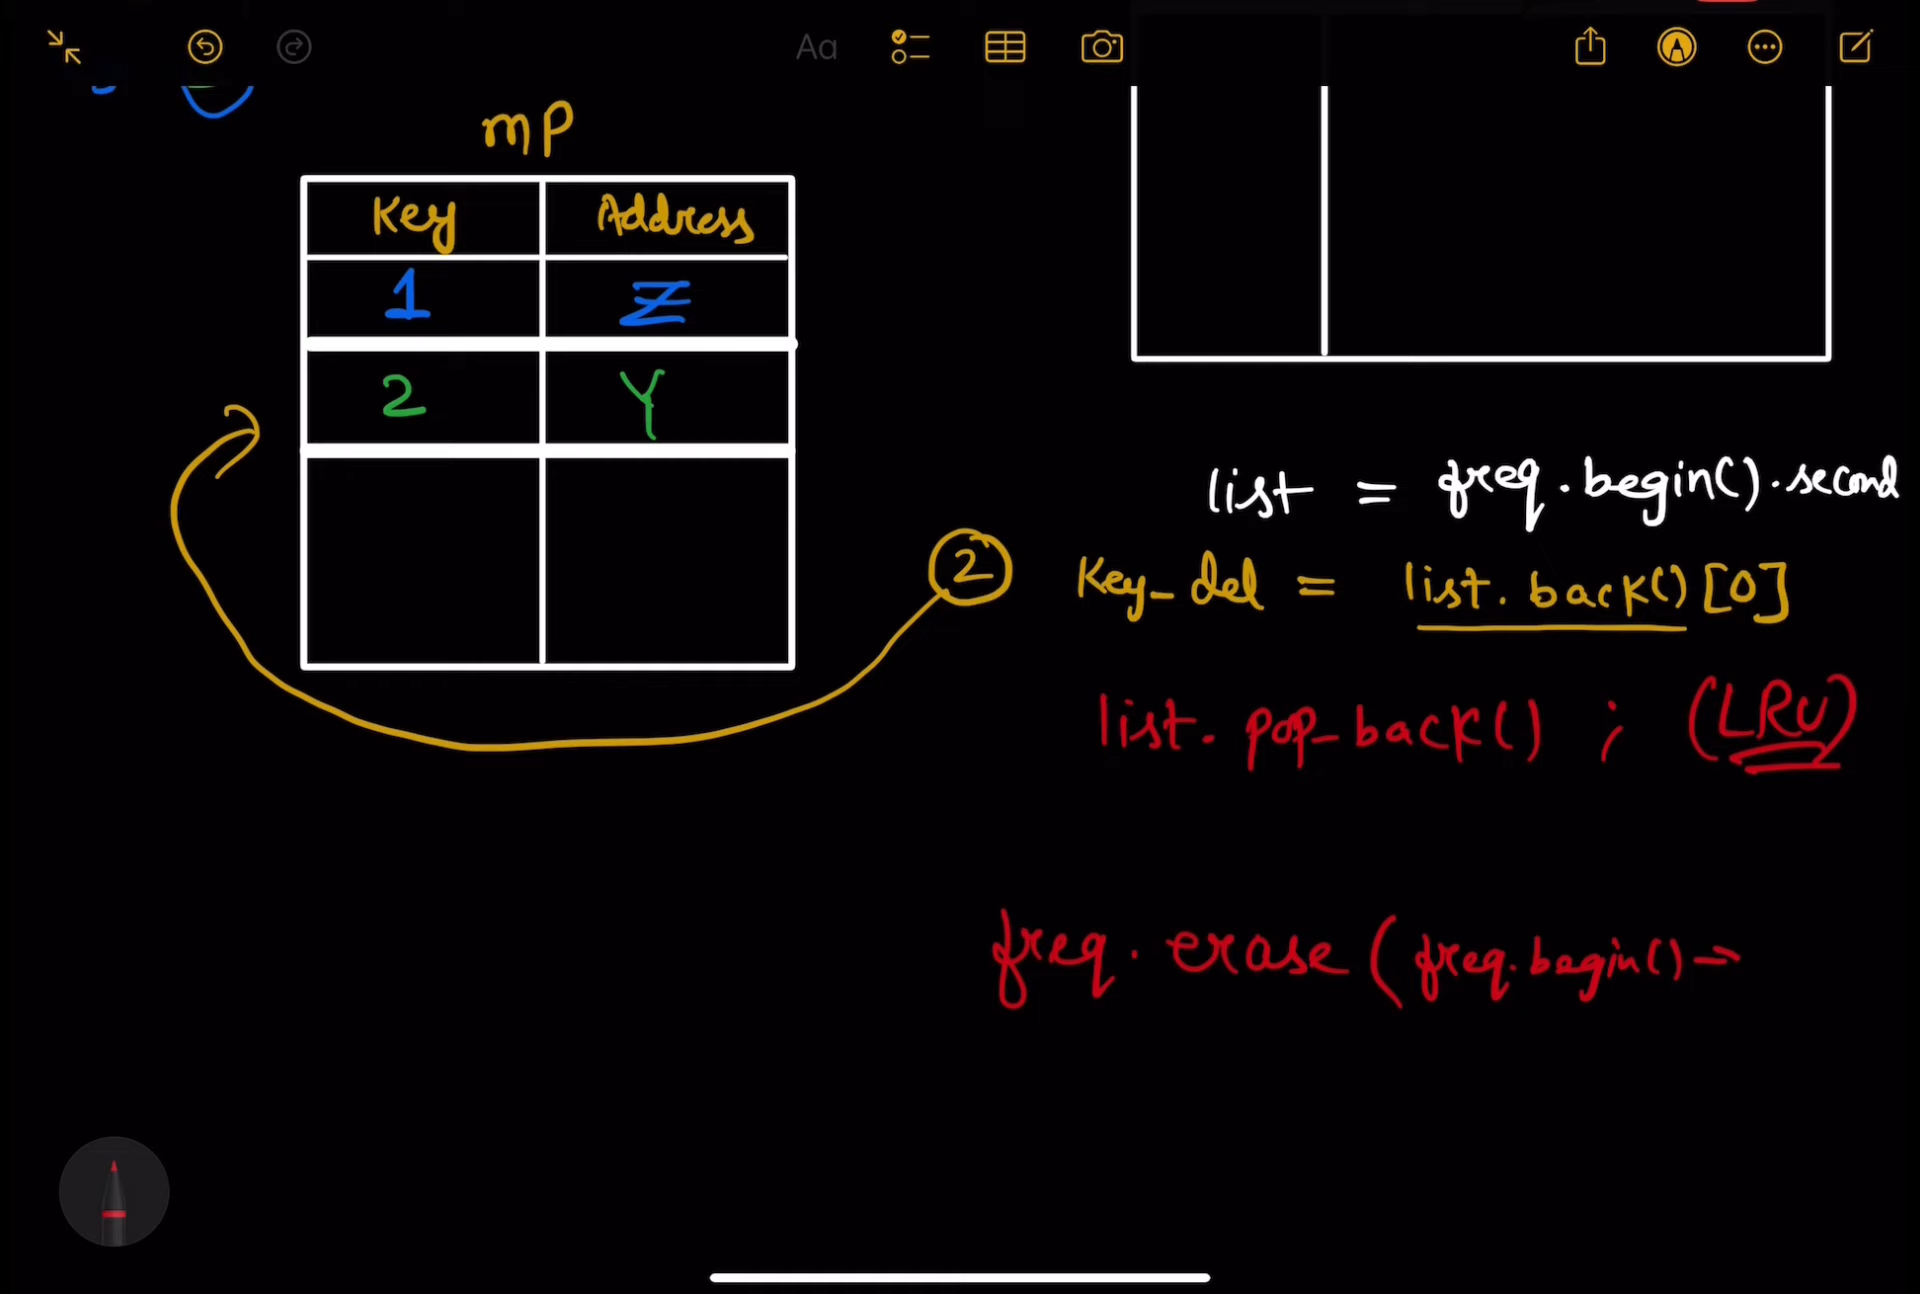 Aa
mp
Key Address
1 Z
2 Y
list = freq.begin().second
2 Key_del = list.back()[0]
list.pop_back() ; (LRU)
freq.erase(freq.begin()→